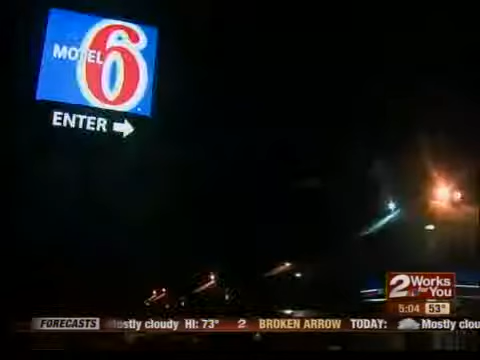 MOTEL 6
ENTER
2 Works for You
5:04 53°
FORECASTS Mostly cloudy HI: 73° 2 BROKEN ARROW TODAY: Mostly clou